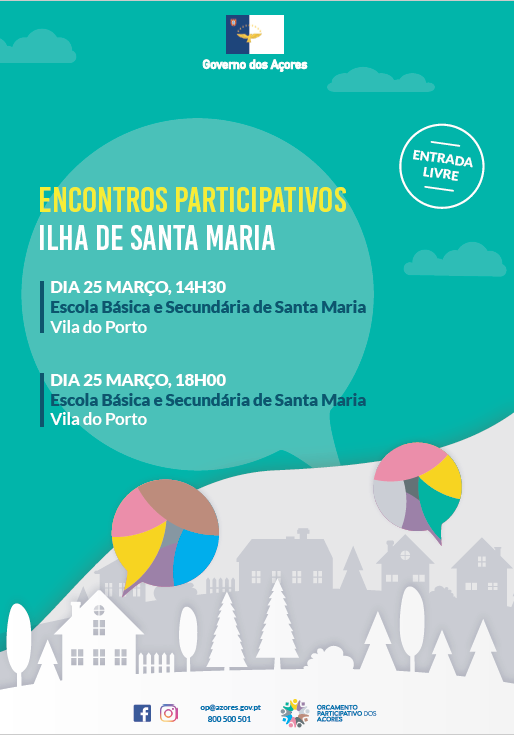 Governo dos Açores
ENTRADA
LIVRE
ENCONTROS PARTICIPATIVOS
ILHA DE SANTA MARIA
DIA 25 MARÇO, 14H30
Escola Básica e Secundária de Santa Maria
Vila do Porto
DIA 25 MARÇO, 18H00
Escola Básica e Secundária de Santa Maria
Vila do Porto
op@azores.gov.pt
800 500 501
ORÇAMENTO
PARTICIPATIVO DOS
AÇORES